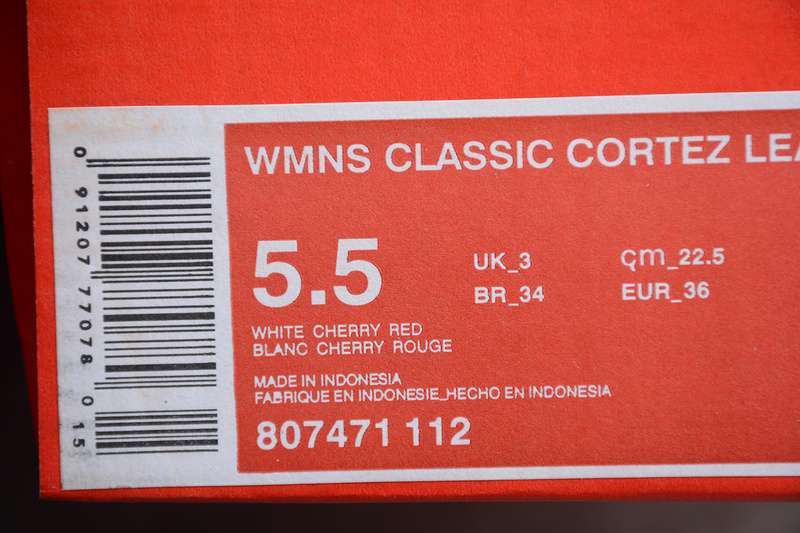 WMNS CLASSIC CORTEZ LEA
5.5
UK_3
CM_22.5
BR_34
EUR_36
WHITE CHERRY RED
BLANC CHERRY ROUGE
MADE IN INDONESIA
FABRIQUE EN INDONESIE_HECHO EN INDONESIA
807471 112
0 91207 77078 0 15